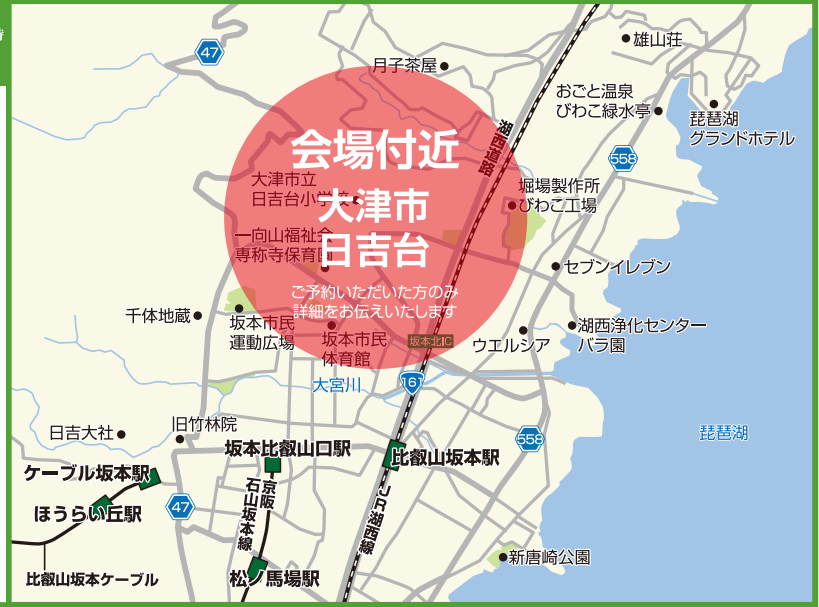 雄山荘
47
月子茶屋
おごと温泉
びわこ緑水亭
琵琶湖
グランドホテル
湖西道路
会場付近
558
大津市立
日吉台小学校
堀場製作所
びわこ工場
大津市
日吉台
一向山福祉会
専称寺保育園
セブンイレブン
ご予約いただいた方のみ
詳細をお伝えいたします
千体地蔵
坂本市民
運動広場
坂本市民
体育館
坂本北IC
ウエルシア
湖西浄化センター
バラ園
大宮川
161
旧竹林院
日吉大社
坂本比叡山口駅
比叡山坂本駅
558
琵琶湖
ケーブル坂本駅
ほうらい丘駅
47
京阪
石山坂本線
JR湖西線
新唐崎公園
比叡山坂本ケーブル
松ノ馬場駅